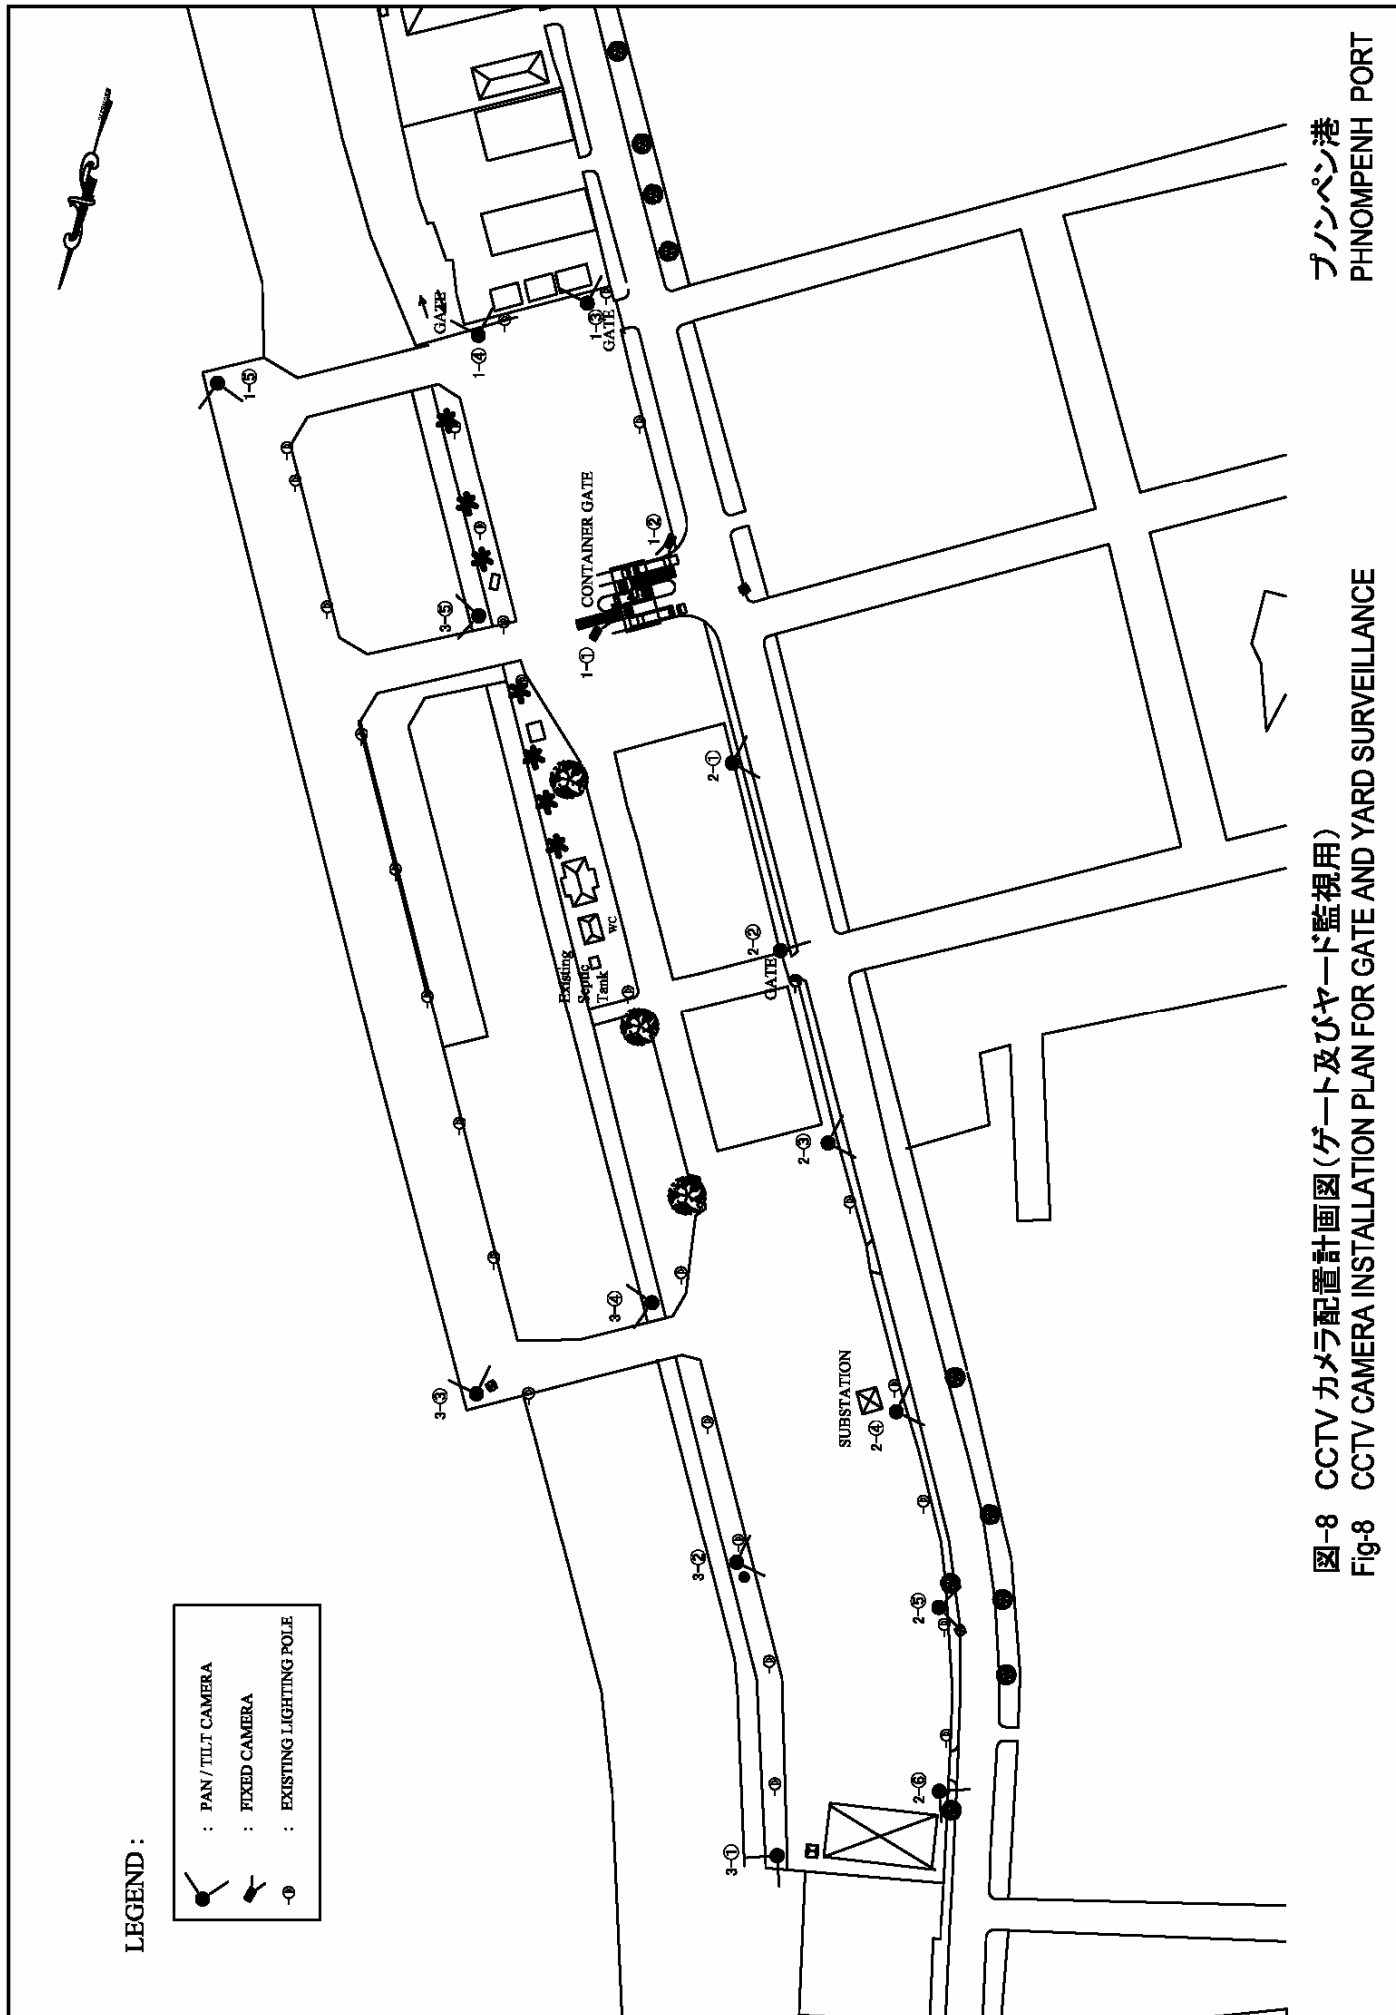 LEGEND :
: PAN / TILT CAMERA
: FIXED CAMERA
: EXISTING LIGHTING POLE
1-⑤
1-④
GATE
1-③
GATE
3-⑤
CONTAINER GATE
1-②
1-①
2-①
2-②
GATE
WC
Existing
Septic
Tank
2-③
3-④
3-③
SUBSTATION
2-④
3-②
2-⑤
2-⑥
3-①
図-8 CCTV カメラ配置計画図(ゲート及びヤード監視用)
プノンペン港
Fig-8 CCTV CAMERA INSTALLATION PLAN FOR GATE AND YARD SURVEILLANCE
PHNOMPENH PORT